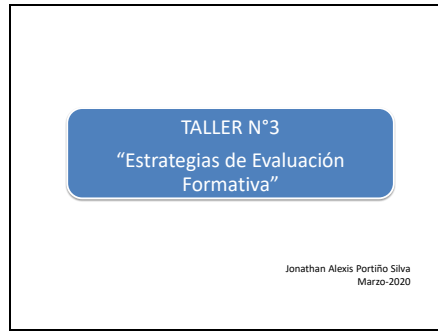 TALLER N°3
“Estrategias de Evaluación
Formativa”
Jonathan Alexis Portiño Silva
Marzo-2020